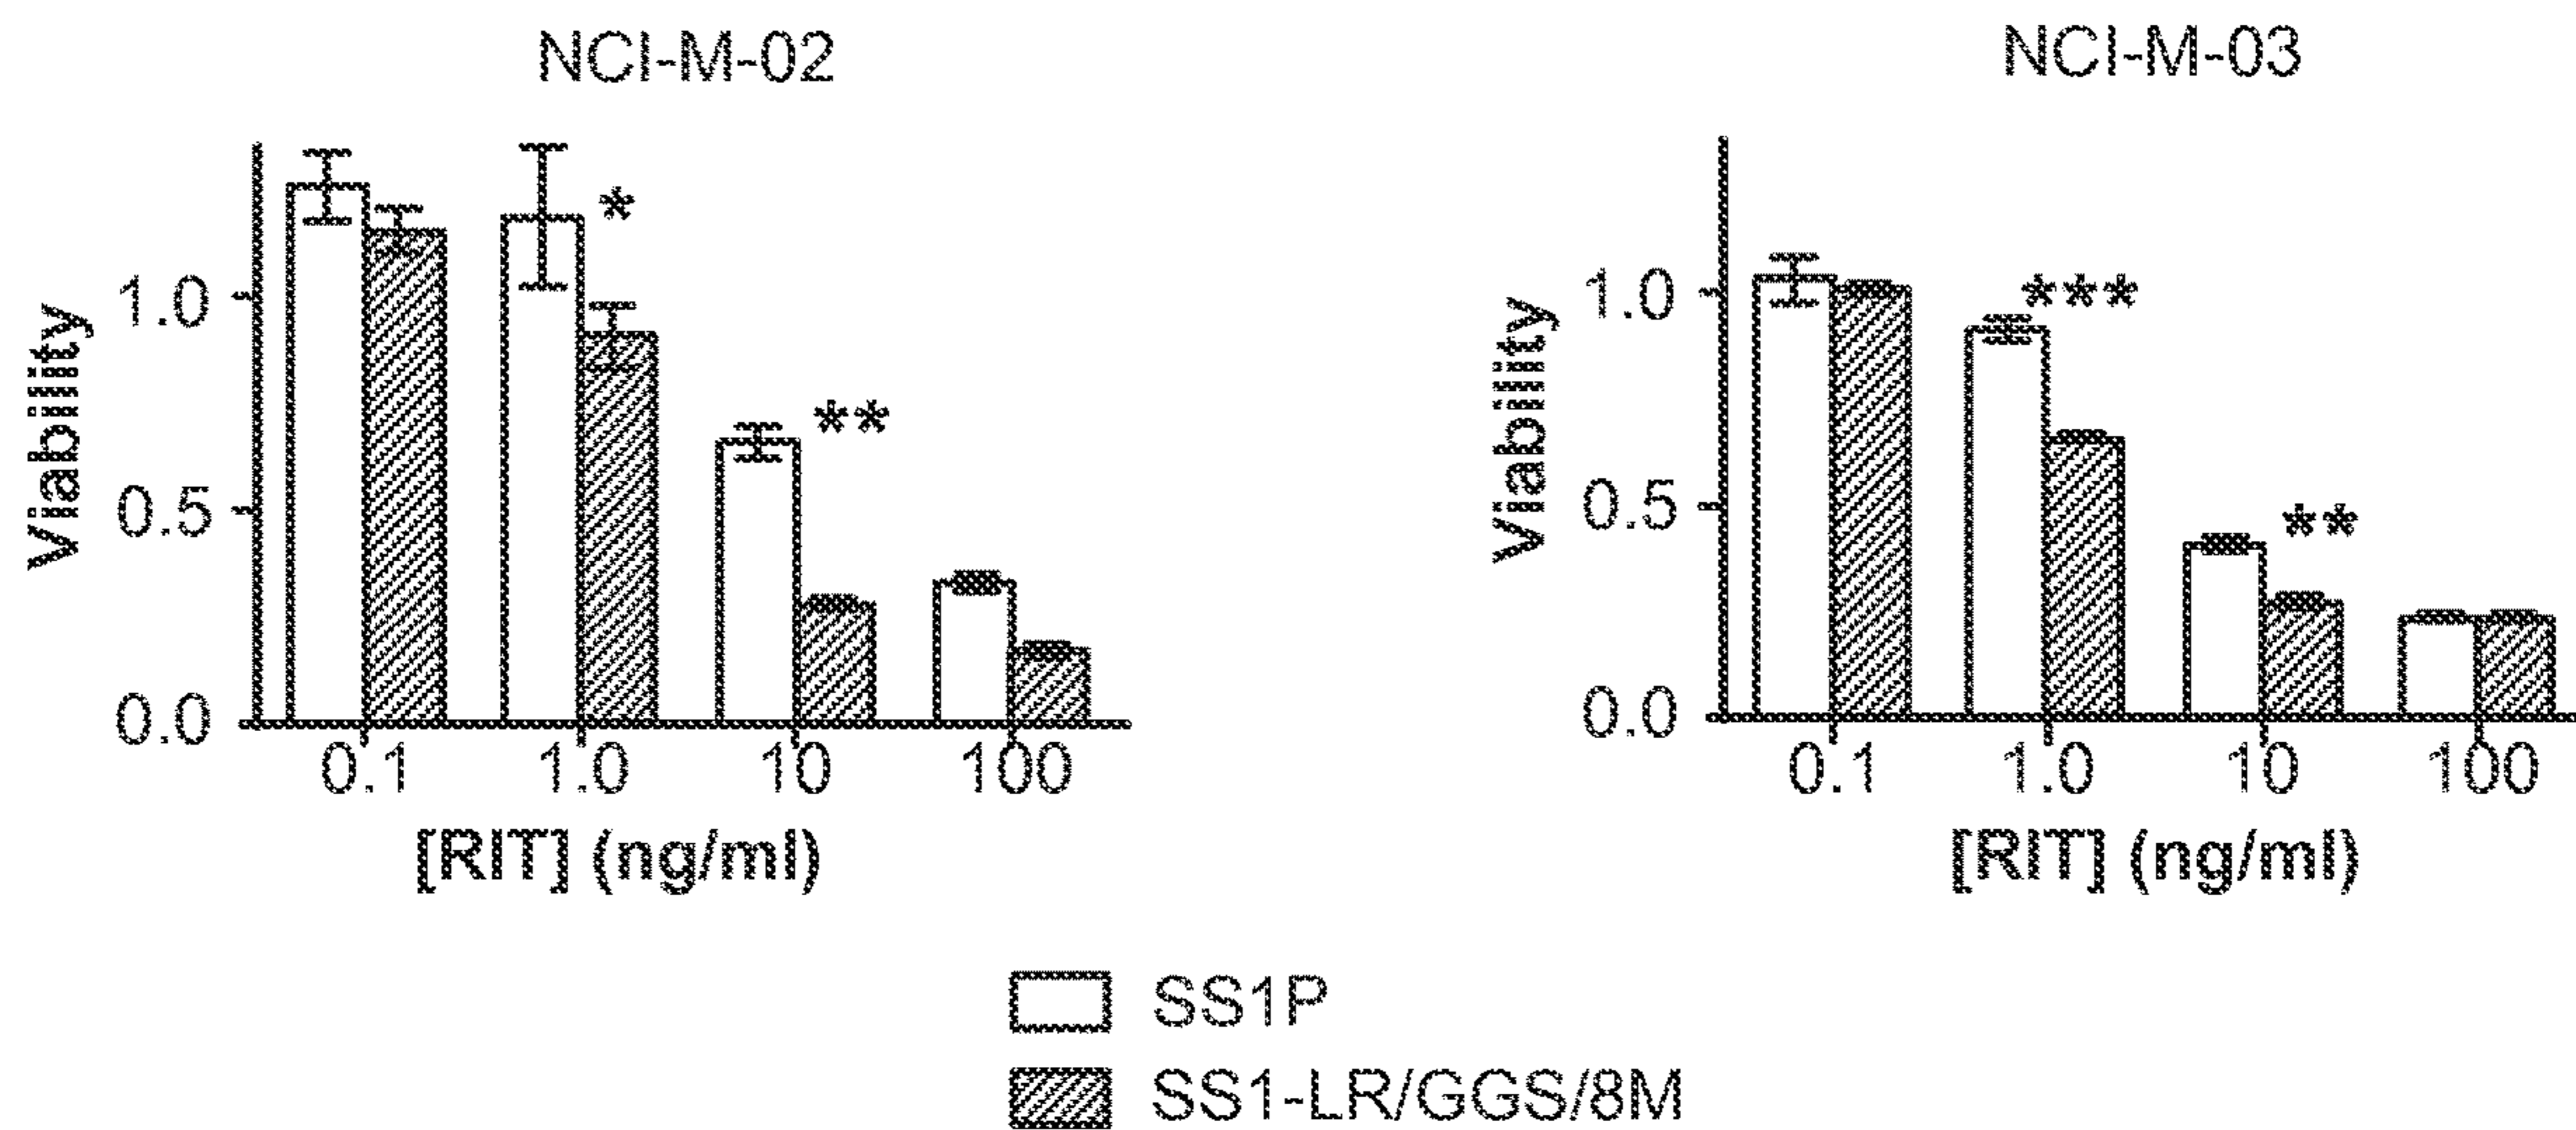 NCI-M-02
Viability
1.0
0.5
0.0
*
**
0.1 1.0 10 100
[RIT] (ng/ml)
NCI-M-03
Viability
1.0
0.5
0.0
***
**
0.1 1.0 10 100
[RIT] (ng/ml)
SS1P
SS1-LR/GGS/8M